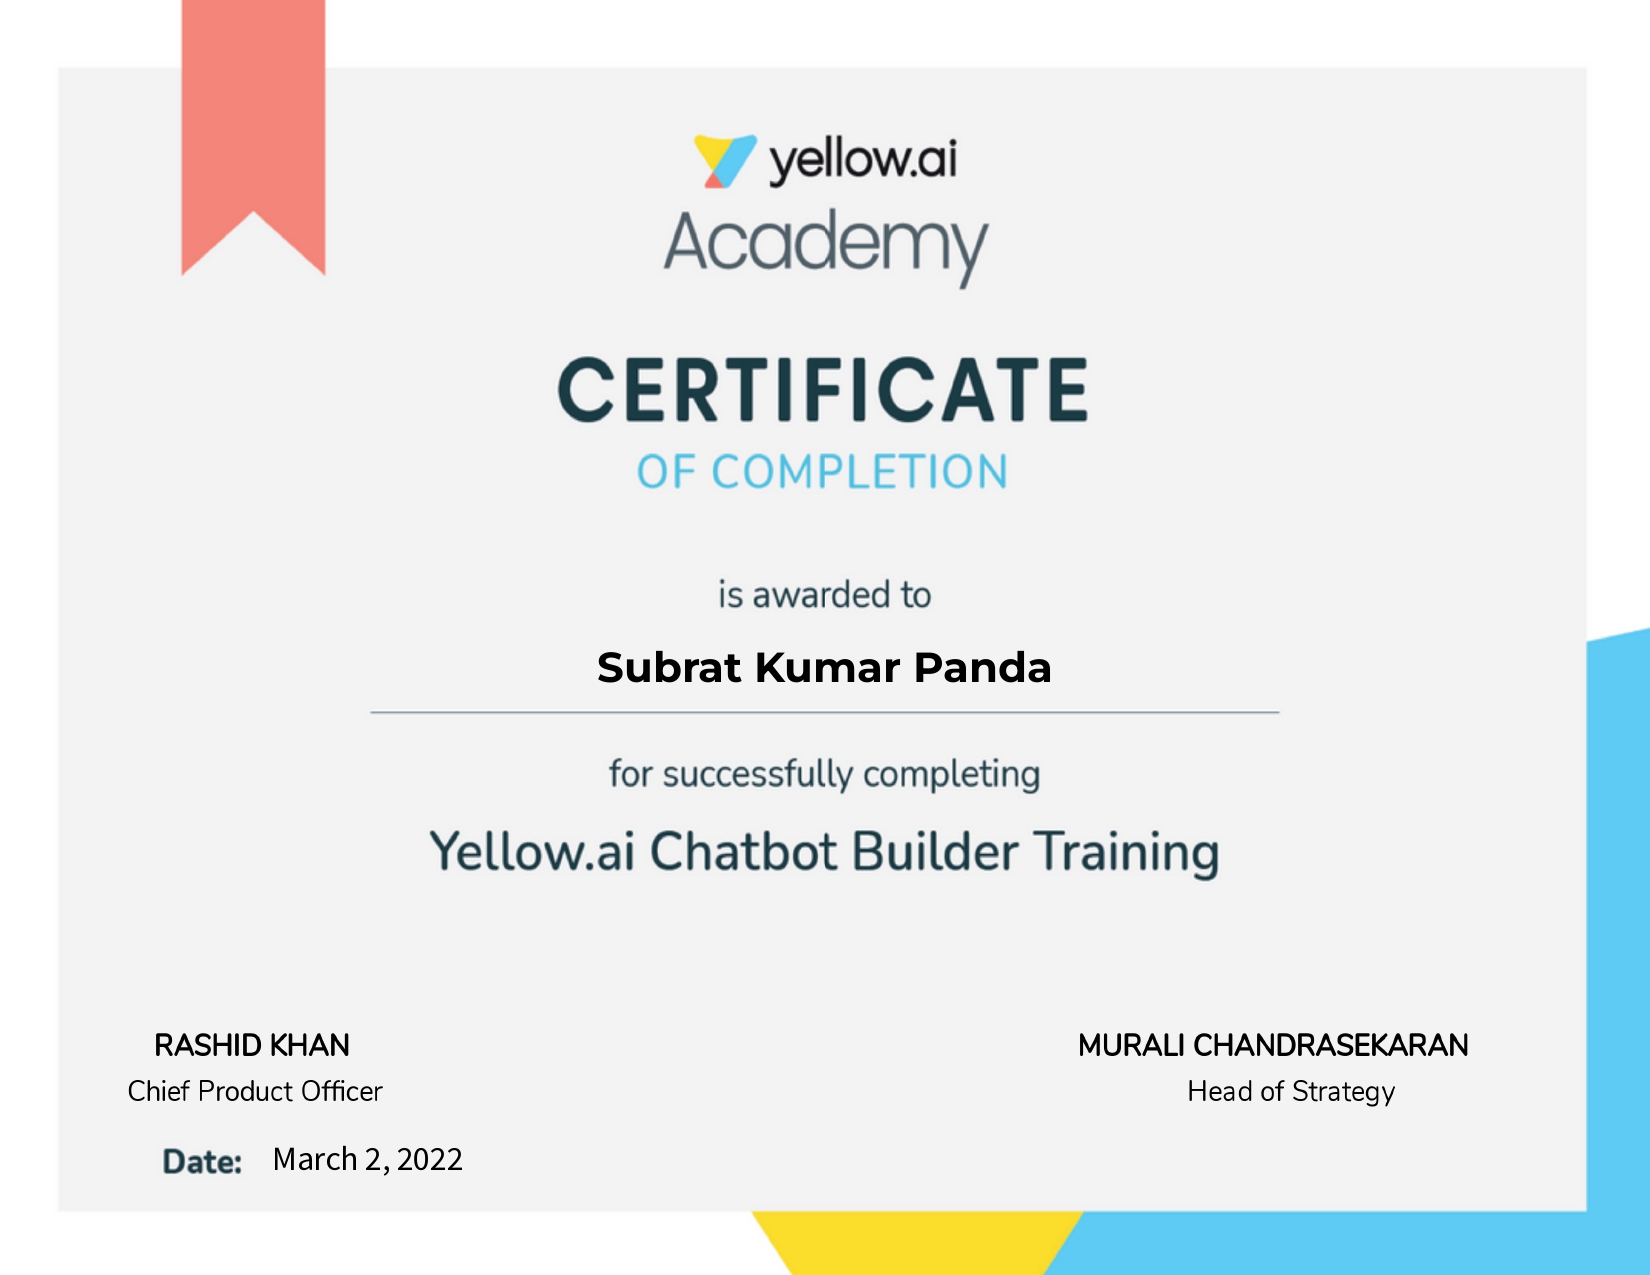 yellow.ai
Academy
CERTIFICATE
OF COMPLETION
is awarded to
Subrat Kumar Panda
for successfully completing
Yellow.ai Chatbot Builder Training
RASHID KHAN
Chief Product Officer
MURALI CHANDRASEKARAN
Head of Strategy
Date: March 2, 2022